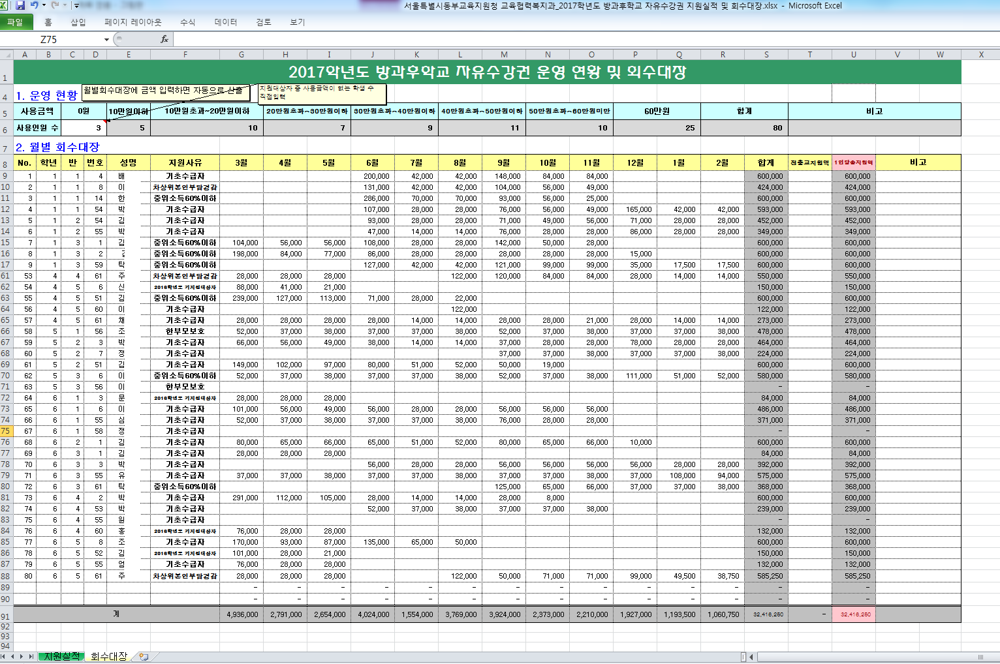 서울특별시동부교육지원청 교육협력복지과_2017학년도 방과후학교 자유수강권 지원실적 및 회수대장.xlsx - Microsoft Excel
파일 홈 삽입 페이지 레이아웃 수식 데이터 검토 보기
Z75 fx
A B C D E F G H I J K L M N O P Q R S T U V W X
1 2017학년도 방과후학교 자유수강권 운영 현황 및 회수대장
4 1. 운영 현황 월별회수대장에 금액 입력하면 자동으로 산출 지원대상자 중 사용금액이 없는 학생 수
직접입력
5 사용금액 0원 10만원이하 10만원초과~20만원이하 20만원초과~30만원이하 30만원초과~40만원이하 40만원초과~50만원이하 50만원초과~60만원미만 60만원 합계 비고
6 사용인원 수 3 5 10 7 9 11 10 25 80
7 2. 월별 회수대장
8 No. 학년 반 번호 성명 지원사유 3월 4월 5월 6월 7월 8월 9월 10월 11월 12월 1월 2월 합계 전출교지원액 1인당총지원액 비고
9 1 1 1 4 배 기초수급자 200,000 42,000 42,000 148,000 84,000 84,000 600,000 600,000
10 2 1 1 8 이 차상위본인부담경감 131,000 42,000 42,000 104,000 56,000 49,000 424,000 424,000
11 3 1 1 14 한 중위소득60%이하 286,000 70,000 70,000 93,000 56,000 25,000 600,000 600,000
12 4 1 1 54 박 기초수급자 107,000 28,000 28,000 76,000 56,000 49,000 165,000 42,000 42,000 593,000 593,000
13 5 1 2 54 김 기초수급자 93,000 28,000 28,000 71,000 49,000 56,000 71,000 28,000 28,000 452,000 452,000
14 6 1 2 55 박 기초수급자 47,000 14,000 14,000 76,000 28,000 28,000 86,000 28,000 28,000 349,000 349,000
15 7 1 3 1 김 중위소득60%이하 104,000 56,000 56,000 108,000 28,000 28,000 142,000 50,000 28,000 600,000 600,000
16 8 1 3 2 중위소득60%이하 198,000 84,000 77,000 86,000 28,000 28,000 28,000 28,000 28,000 15,000 600,000 600,000
17 9 1 3 59 탁 중위소득60%이하 127,000 42,000 42,000 121,000 99,000 99,000 35,000 17,500 17,500 600,000 600,000
61 53 4 4 61 주 차상위본인부담경감 28,000 28,000 28,000 122,000 120,000 84,000 84,000 28,000 14,000 14,000 550,000 550,000
62 54 4 5 6 신 2016학년도 기지원대상자 88,000 41,000 21,000 150,000 150,000
63 55 4 5 51 김 중위소득60%이하 239,000 127,000 113,000 71,000 28,000 22,000 600,000 600,000
64 56 4 5 60 이 기초수급자 122,000 122,000 122,000
65 57 4 5 61 채 기초수급자 28,000 28,000 28,000 28,000 14,000 14,000 28,000 28,000 21,000 28,000 14,000 14,000 273,000 273,000
66 58 5 1 56 조 한부모보호 52,000 37,000 38,000 37,000 37,000 38,000 52,000 37,000 38,000 37,000 37,000 38,000 478,000 478,000
67 59 5 2 3 박 기초수급자 66,000 56,000 49,000 38,000 14,000 14,000 37,000 28,000 28,000 78,000 28,000 28,000 464,000 464,000
68 60 5 2 7 정 기초수급자 37,000 37,000 38,000 37,000 37,000 38,000 224,000 224,000
69 61 5 2 51 김 기초수급자 149,000 102,000 97,000 80,000 51,000 52,000 50,000 19,000 600,000 600,000
70 62 5 3 6 이 중위소득60%이하 52,000 37,000 38,000 37,000 37,000 38,000 52,000 37,000 38,000 111,000 51,000 52,000 580,000 580,000
71 63 5 3 56 이 한부모보호 - -
72 64 6 1 3 문 2016학년도 기지원대상자 28,000 28,000 28,000 84,000 84,000
73 65 6 1 6 이 기초수급자 101,000 56,000 49,000 56,000 28,000 28,000 56,000 56,000 56,000 486,000 486,000
74 66 6 1 55 심 기초수급자 52,000 37,000 38,000 37,000 37,000 38,000 76,000 28,000 28,000 371,000 371,000
75 67 6 1 58 정 기초수급자 - -
76 68 6 2 1 김 기초수급자 80,000 65,000 66,000 65,000 51,000 52,000 80,000 65,000 66,000 10,000 600,000 600,000
77 69 6 3 1 김 기초수급자 28,000 28,000 28,000 84,000 84,000
78 70 6 3 3 박 기초수급자 56,000 28,000 28,000 56,000 56,000 56,000 56,000 28,000 28,000 392,000 392,000
79 71 6 3 55 유 기초수급자 37,000 37,000 38,000 37,000 37,000 38,000 37,000 37,000 38,000 37,000 108,000 94,000 575,000 575,000
80 72 6 3 61 탁 중위소득60%이하 125,000 65,000 66,000 37,000 37,000 38,000 368,000 368,000
81 73 6 4 2 박 기초수급자 291,000 112,000 105,000 28,000 14,000 14,000 28,000 8,000 600,000 600,000
82 74 6 4 53 박 기초수급자 52,000 37,000 38,000 37,000 37,000 38,000 239,000 239,000
83 75 6 4 55 원 기초수급자 - -
84 76 6 4 60 홍 2016학년도 기지원대상자 76,000 28,000 28,000 132,000 132,000
85 77 6 5 8 조 기초수급자 170,000 93,000 87,000 135,000 65,000 50,000 600,000 600,000
86 78 6 5 52 김 2016학년도 기지원대상자 101,000 28,000 21,000 150,000 150,000
87 79 6 5 55 엄 기초수급자 76,000 28,000 28,000 132,000 132,000
88 80 6 5 61 주 차상위본인부담경감 28,000 28,000 28,000 122,000 50,000 71,000 71,000 99,000 49,500 38,750 585,250 585,250
89 - - - - - - - - - - - - - -
90 - - - - - - - - - - - - - -
91 계 4,936,000 2,791,000 2,654,000 4,024,000 1,554,000 3,769,000 3,924,000 2,373,000 2,210,000 1,927,000 1,193,500 1,060,750 32,416,250 - 32,416,250
92
93
94
지원실적 회수대장